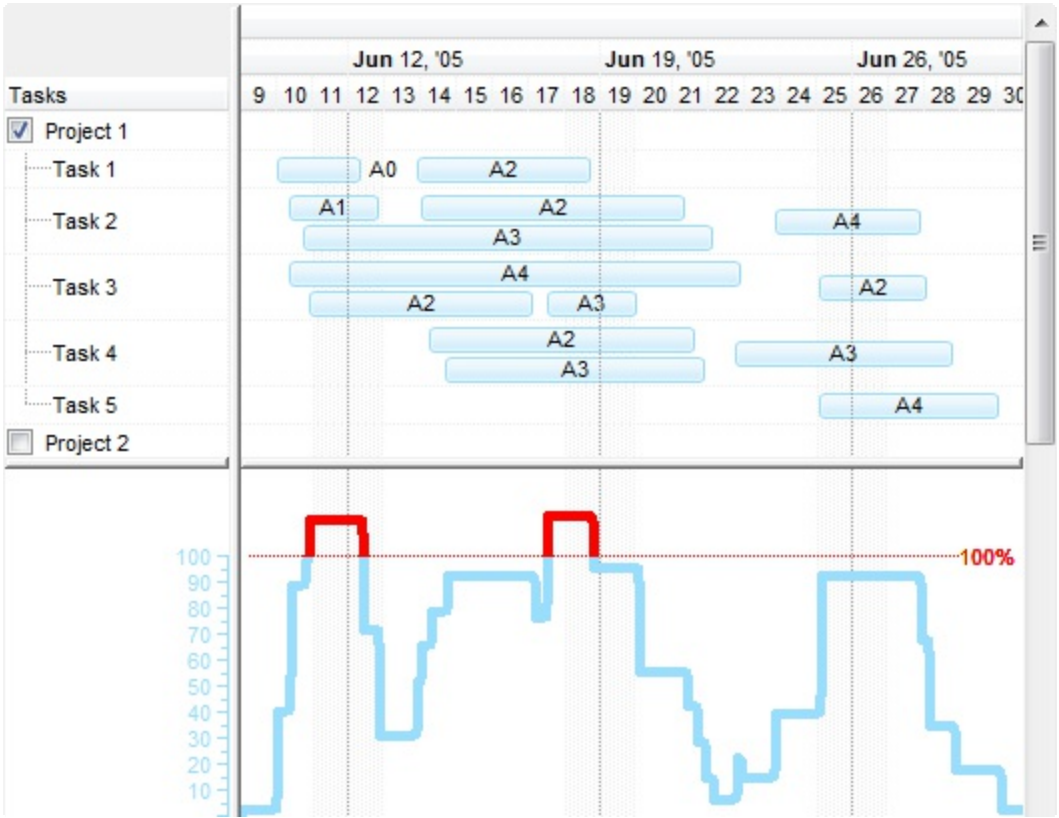 Jun 12, '05 Jun 19, '05 Jun 26, '05
Tasks 9 10 11 12 13 14 15 16 17 18 19 20 21 22 23 24 25 26 27 28 29 30
Project 1
Task 1 A0 A2
A1 A2
Task 2 A4
A3
A4
Task 3 A2
A2 A3
A2
Task 4 A3
A3
Task 5 A4
Project 2
100 100%
90
80
70
60
50
40
30
20
10